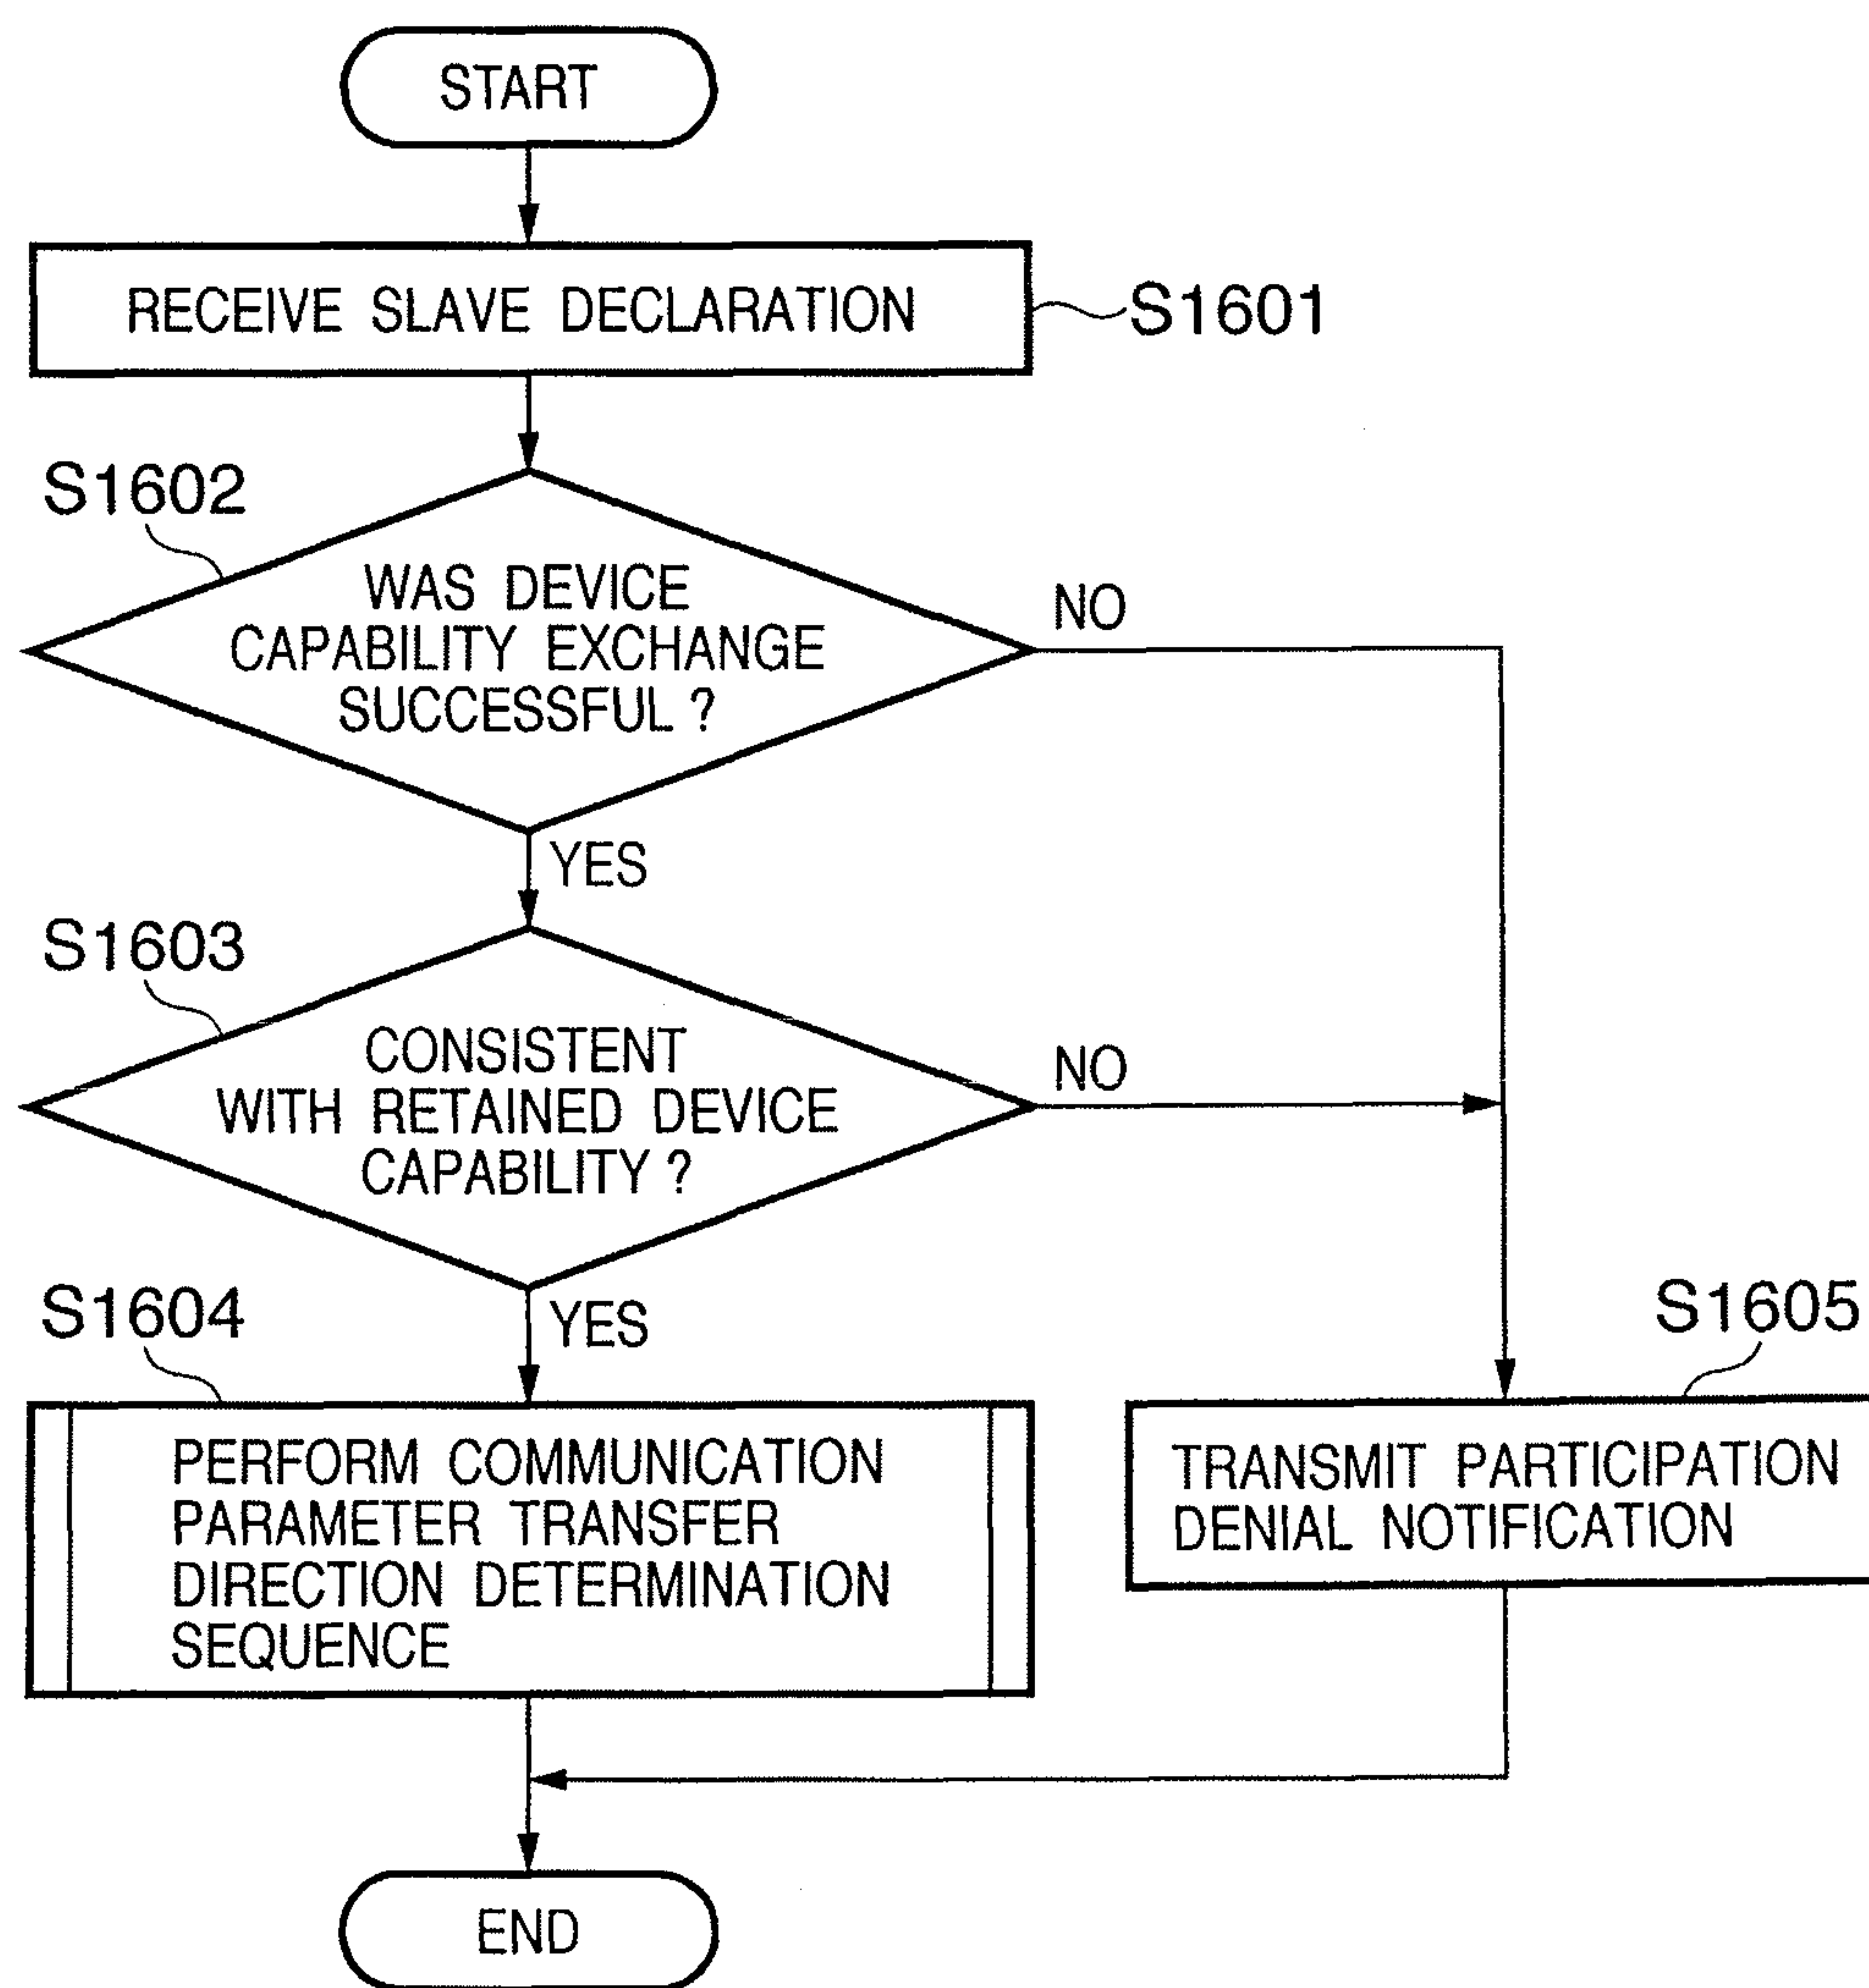 START
RECEIVE SLAVE DECLARATION
S1601
S1602
WAS DEVICE
CAPABILITY EXCHANGE
SUCCESSFUL ?
NO
YES
S1603
CONSISTENT
WITH RETAINED DEVICE
CAPABILITY ?
NO
YES
S1604
PERFORM COMMUNICATION
PARAMETER TRANSFER
DIRECTION DETERMINATION
SEQUENCE
S1605
TRANSMIT PARTICIPATION
DENIAL NOTIFICATION
END